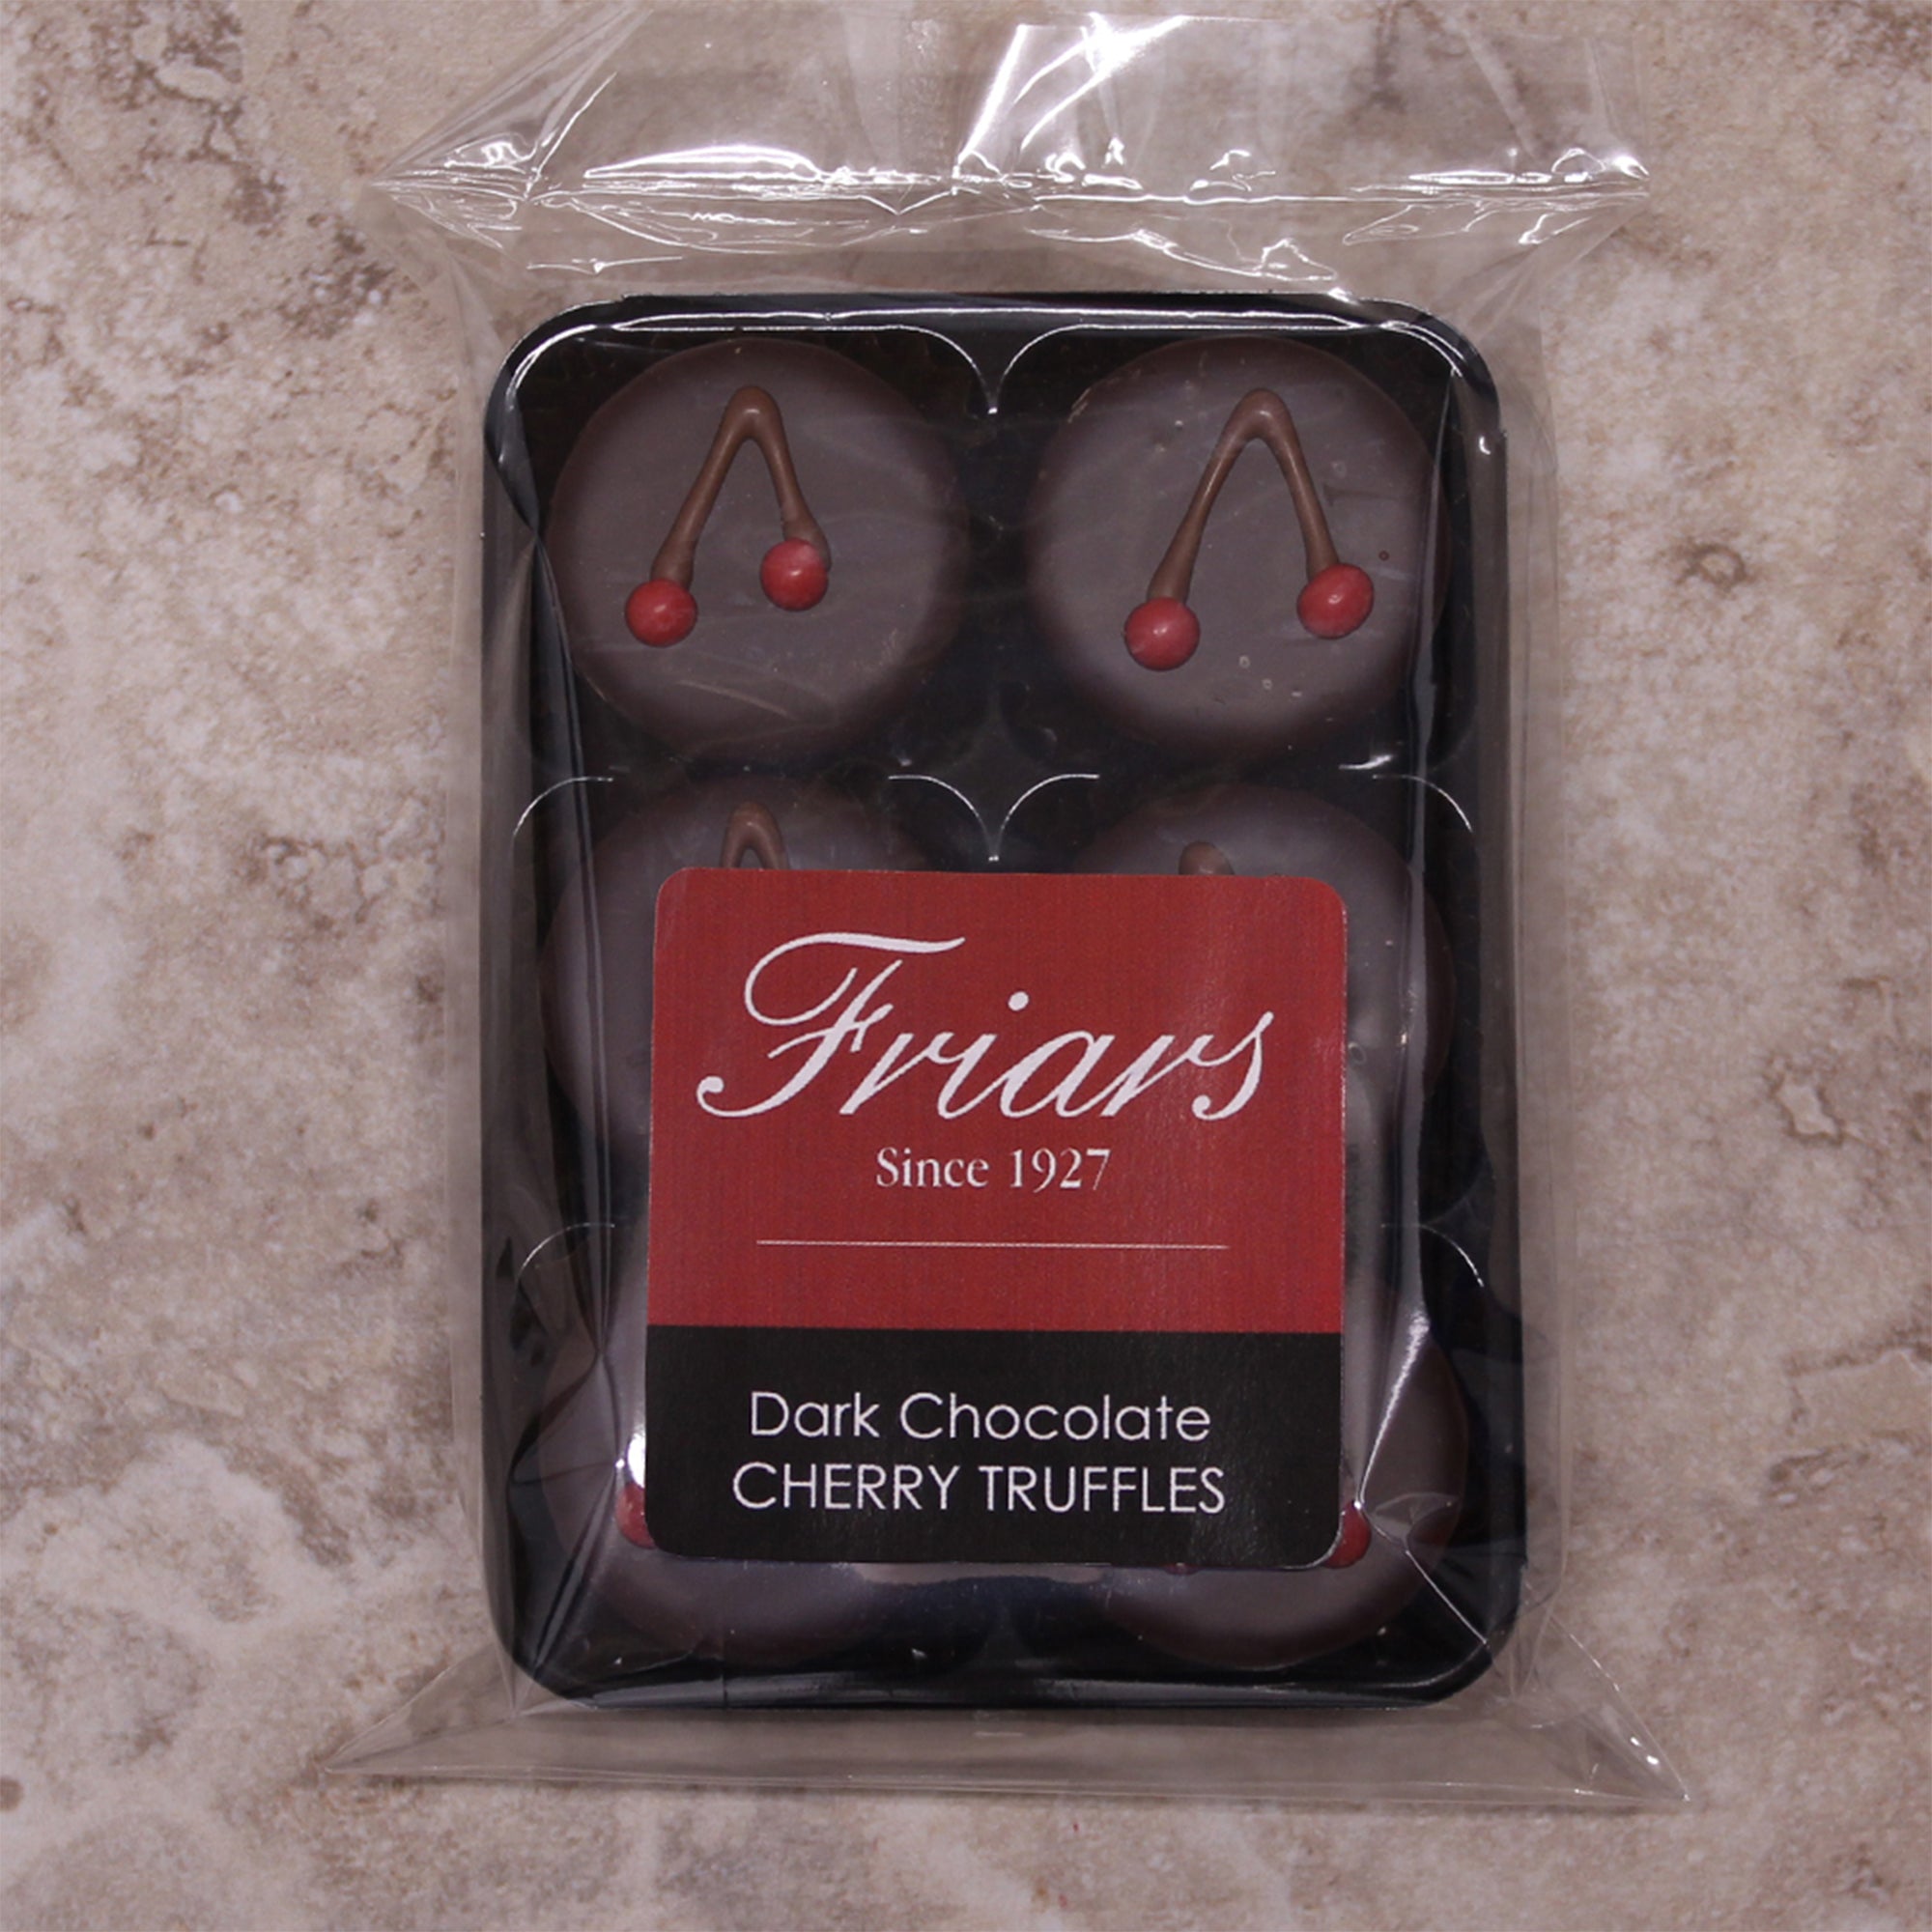 Friars
Since 1927
Dark Chocolate
CHERRY TRUFFLES